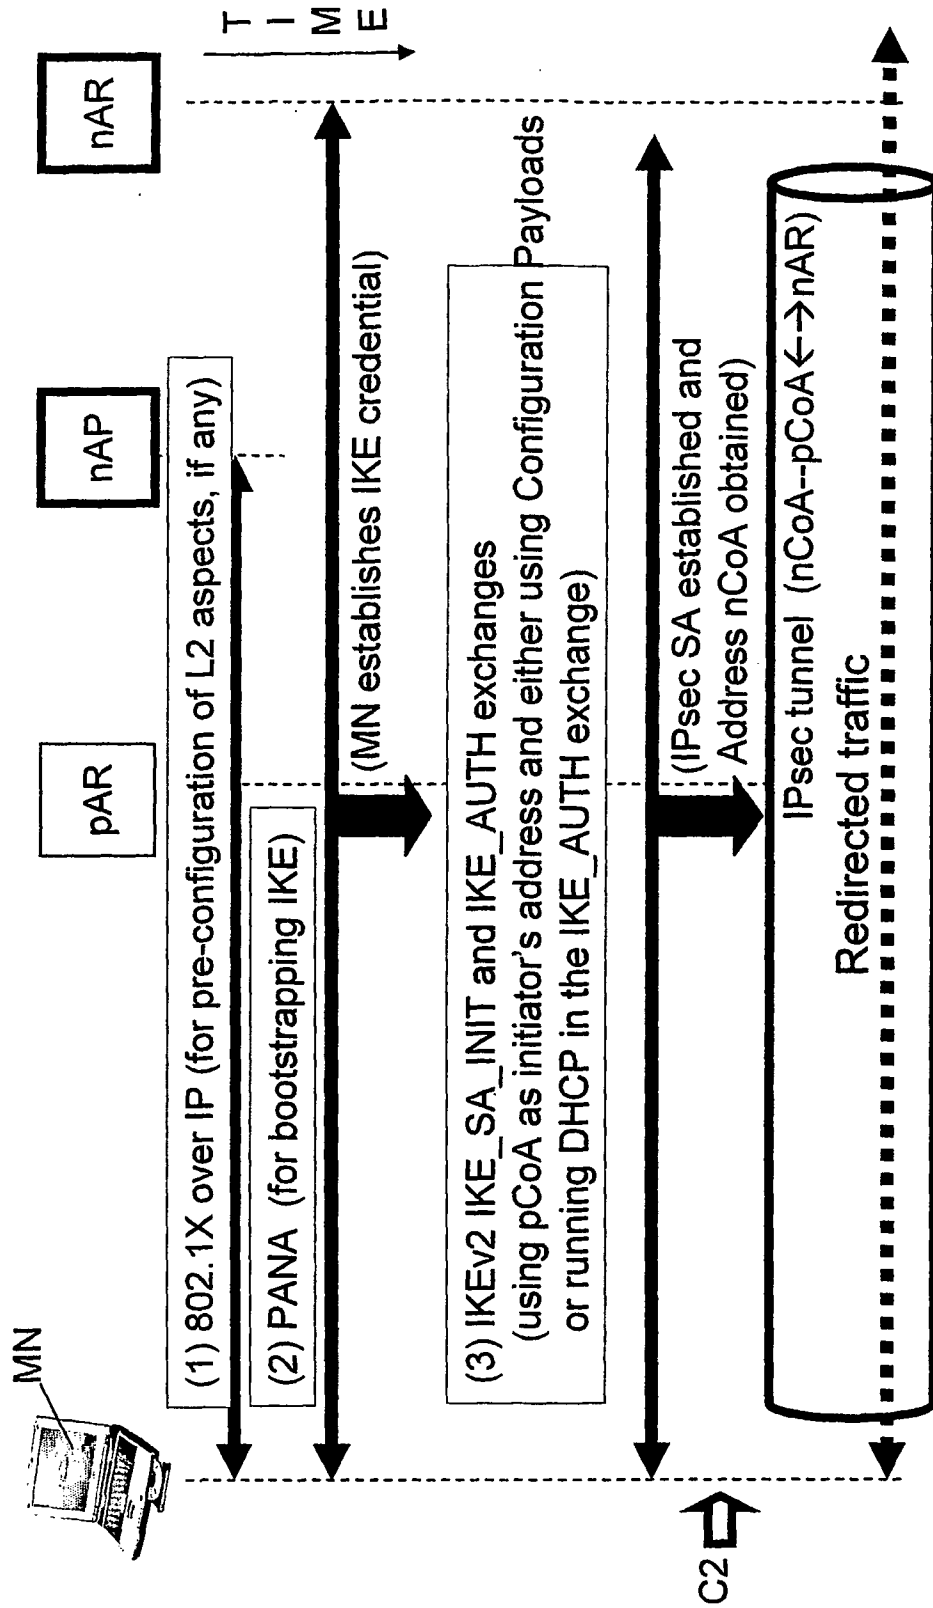 MN
pAR
nAP
nAR
T
I
M
E
(1) 802.1X over IP (for pre-configuration of L2 aspects, if any)
(2) PANA (for bootstrapping IKE)
(MN establishes IKE credential)
(3) IKEv2 IKE_SA_INIT and IKE_AUTH exchanges
(using pCoA as initiator's address and either using Configuration Payloads
or running DHCP in the IKE_AUTH exchange)
(IPsec SA established and
Address nCoA obtained)
C2
IPsec tunnel (nCoA--pCoA←→nAR)
Redirected traffic